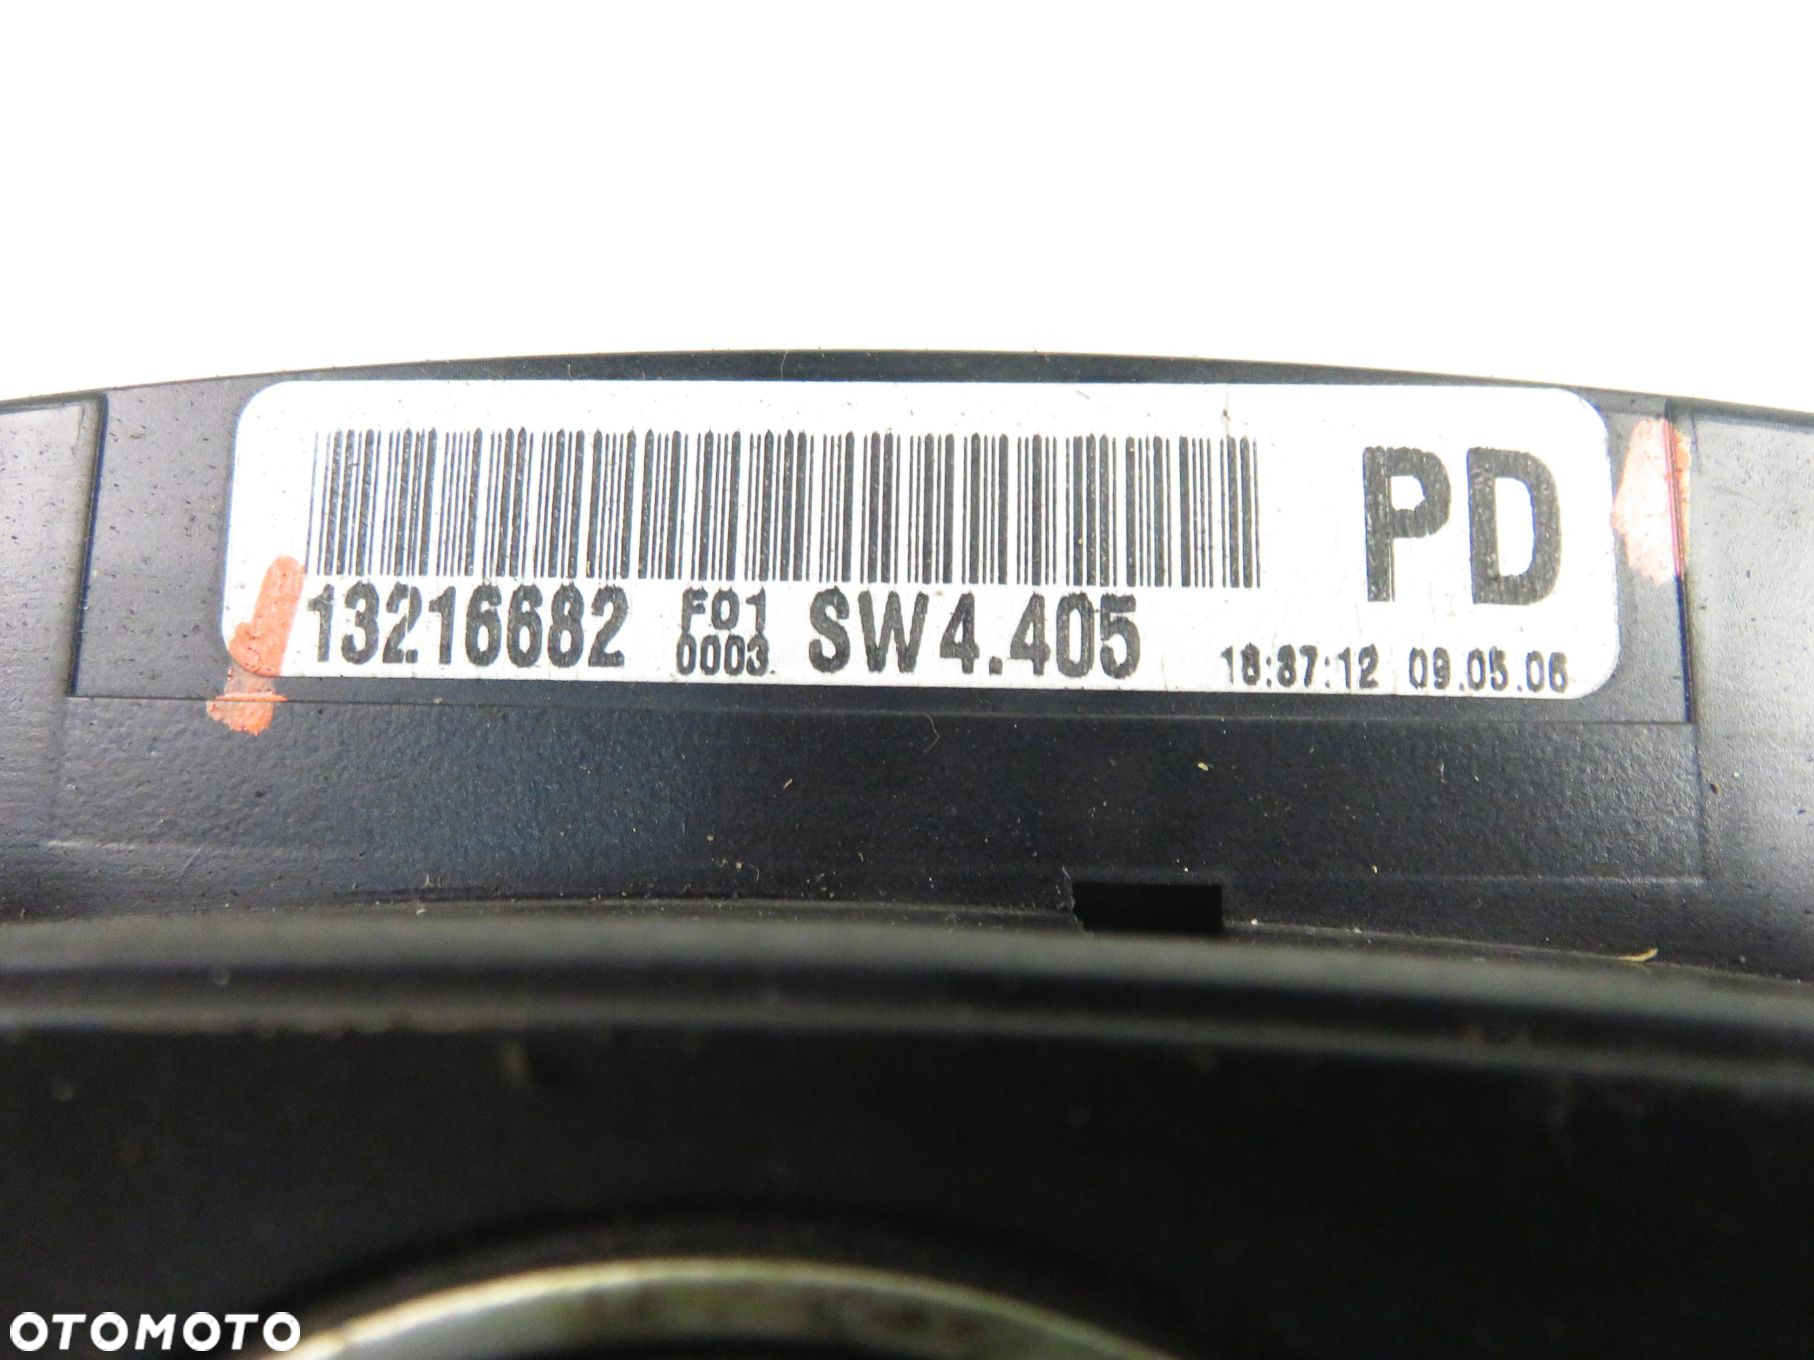 PD
13216682 F01 0003 SW4.405
18:37:12 09.05.06
OTOMOTO